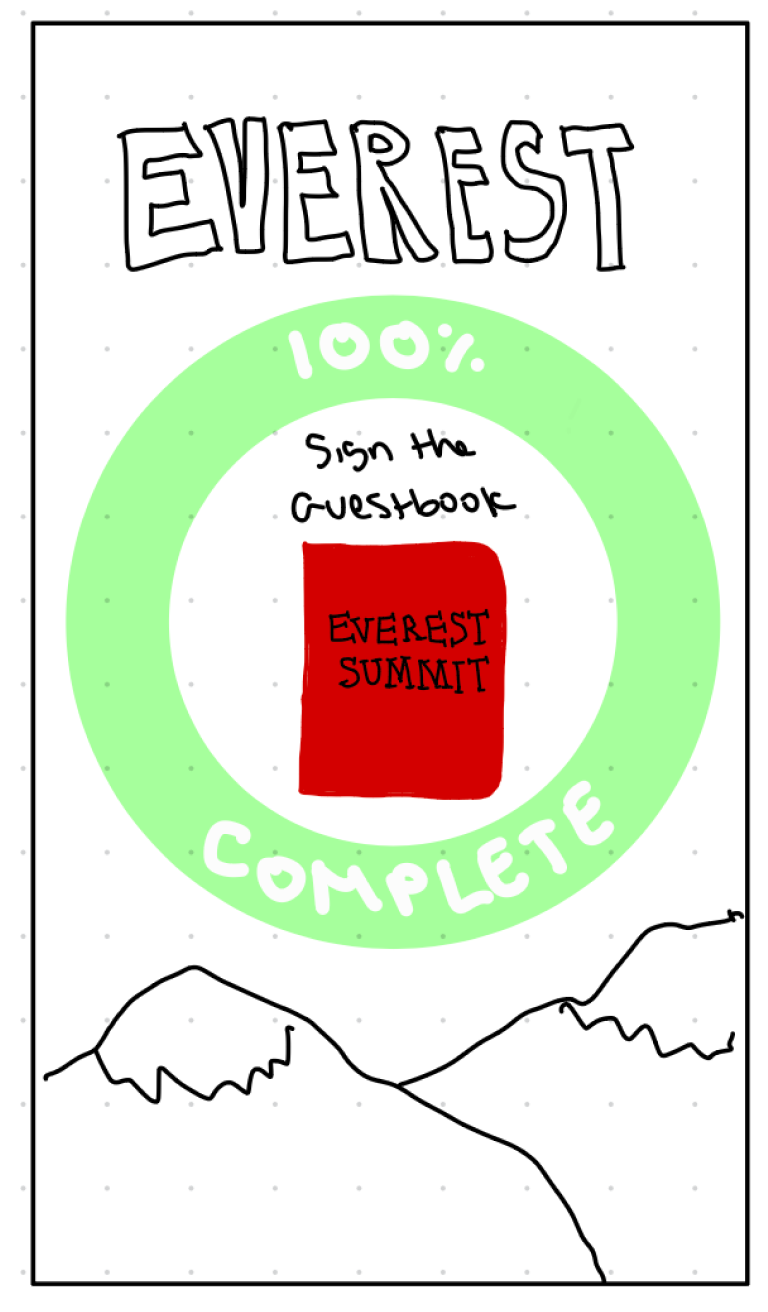 EVEREST
100%
Sign the
Guestbook
EVEREST
SUMMIT
COMPLETE